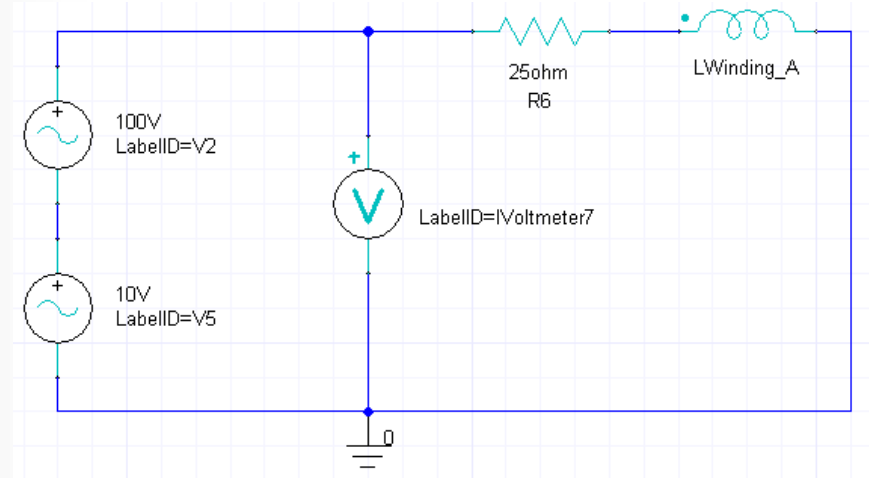 100V
LabelID=V2
10V
LabelID=V5
+
V
LabelID=IVoltmeter7
25ohm
R6
LWinding_A
0